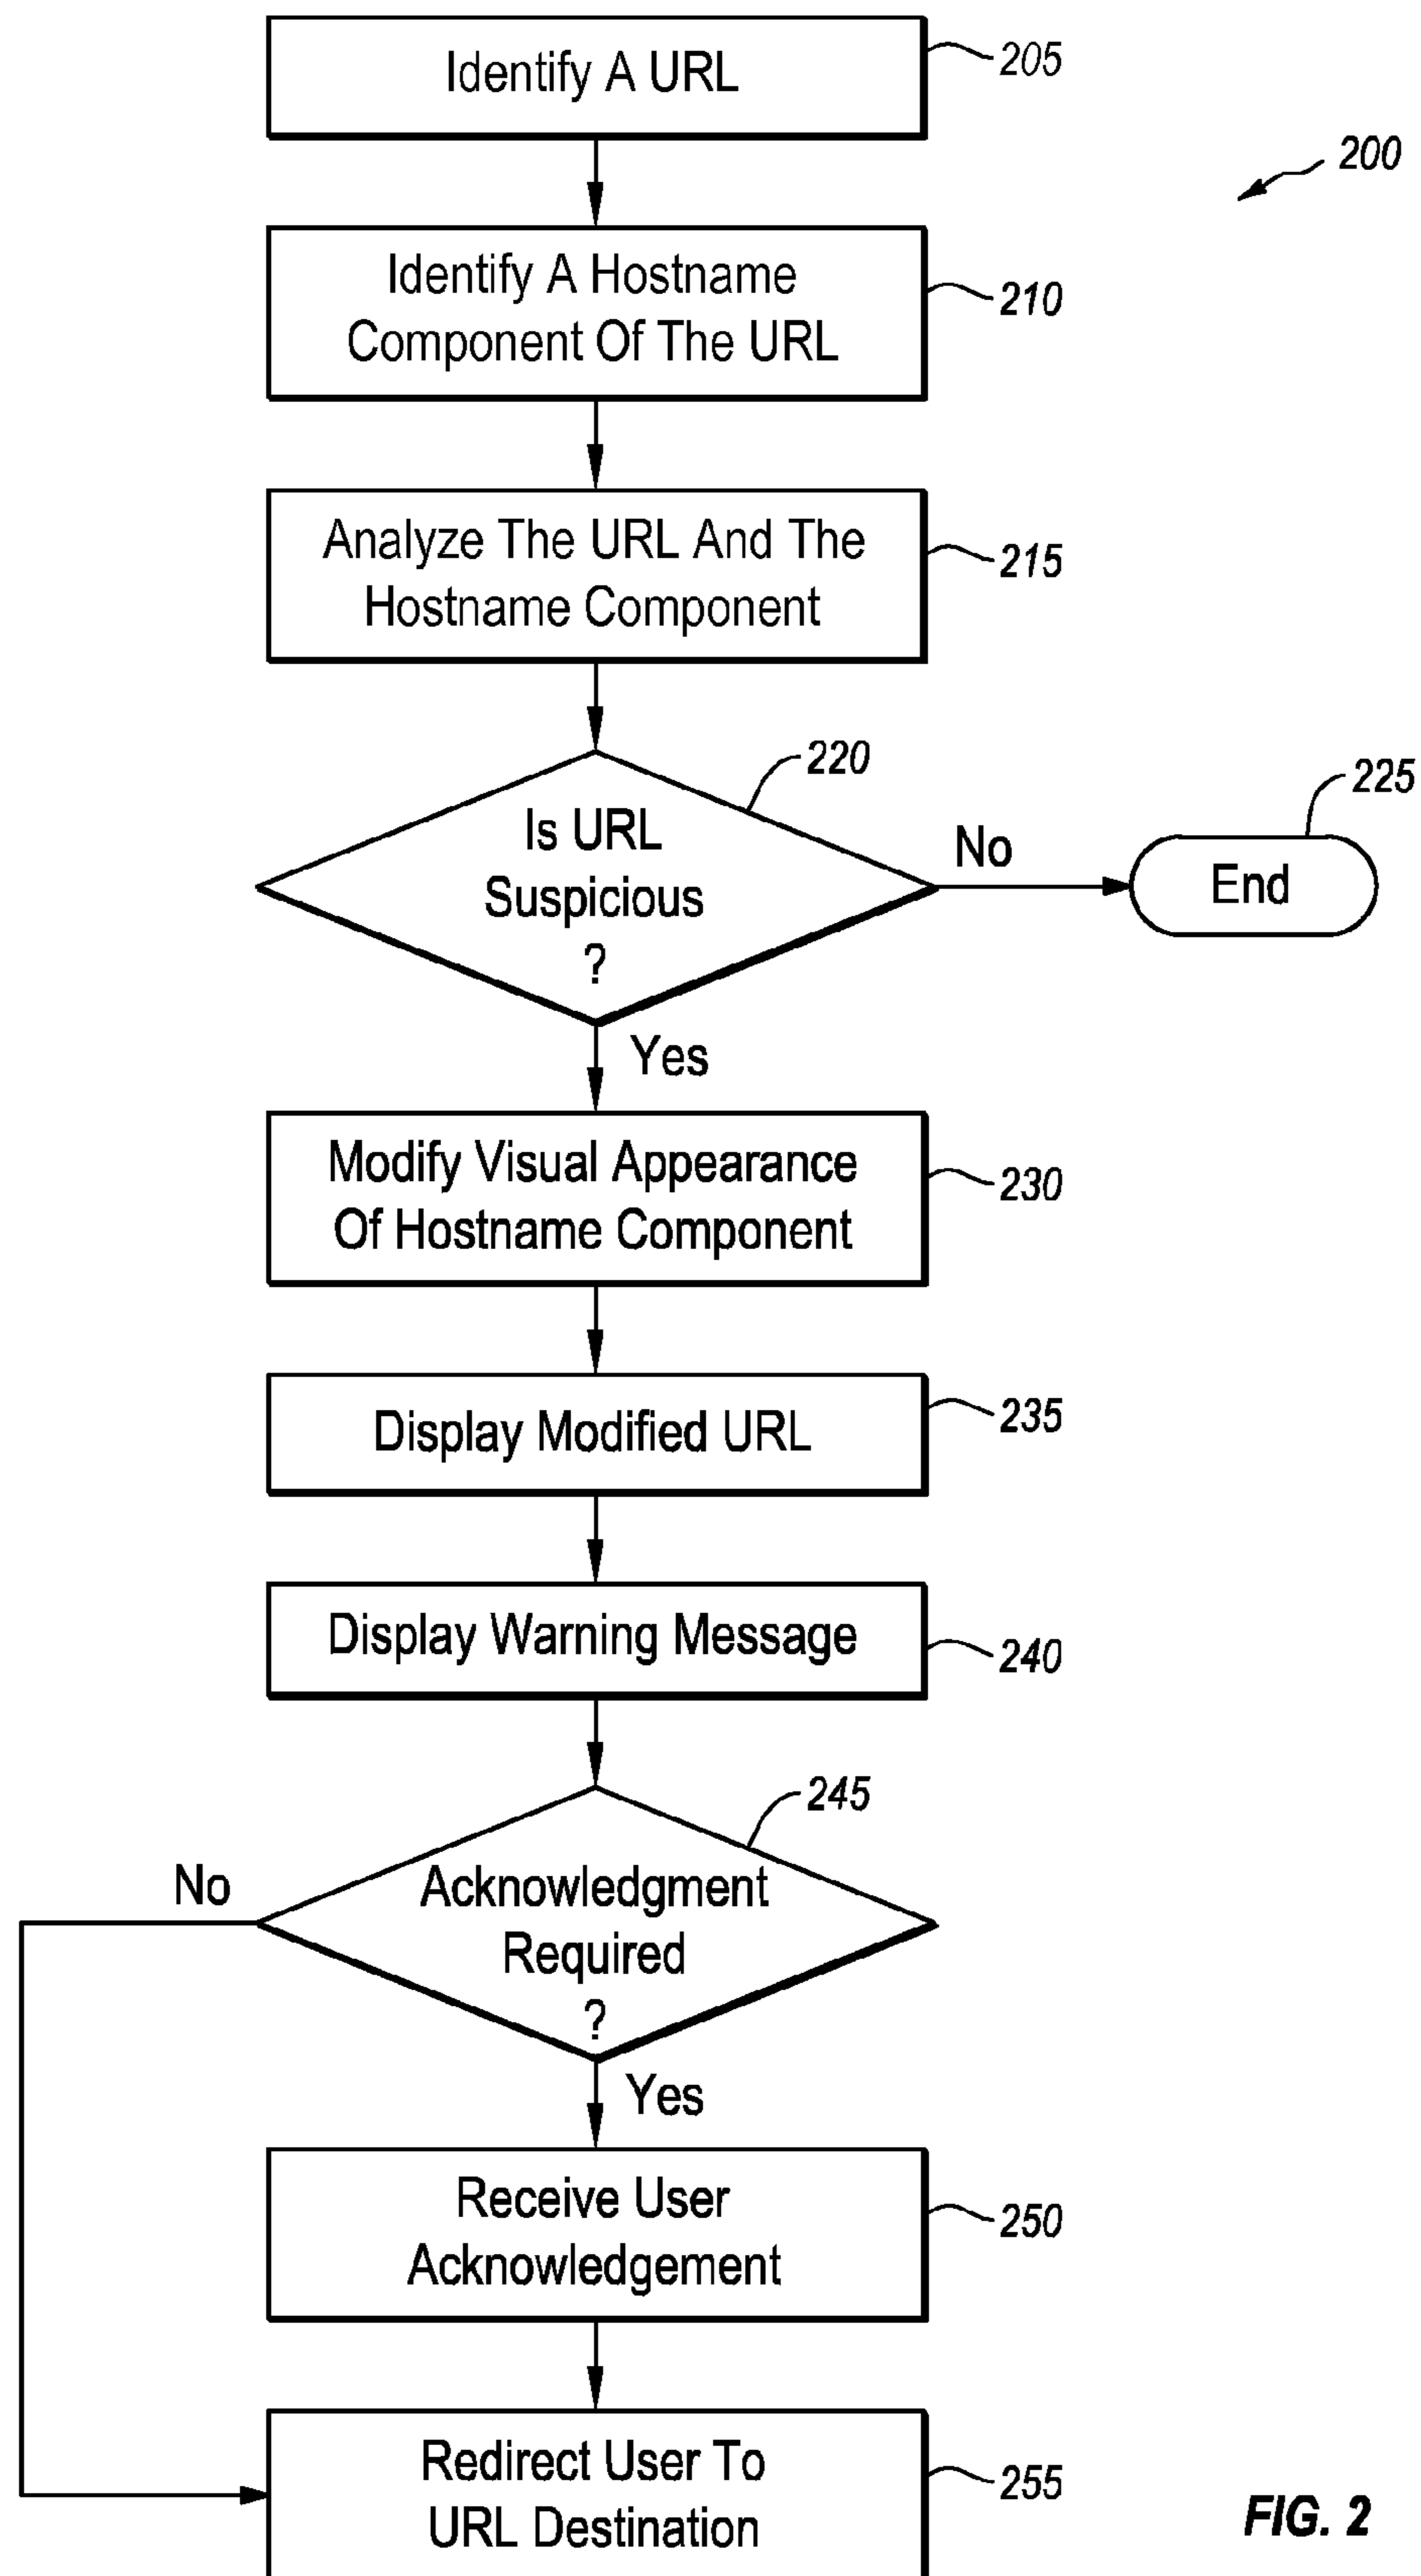 Identify A URL
205
200
Identify A Hostname
Component Of The URL
210
Analyze The URL And The
Hostname Component
215
220
225
Is URL
Suspicious
?
No
End
Yes
Modify Visual Appearance
Of Hostname Component
230
Display Modified URL
235
Display Warning Message
240
245
No
Acknowledgment
Required
?
Yes
Receive User
Acknowledgement
250
Redirect User To
URL Destination
255
FIG. 2